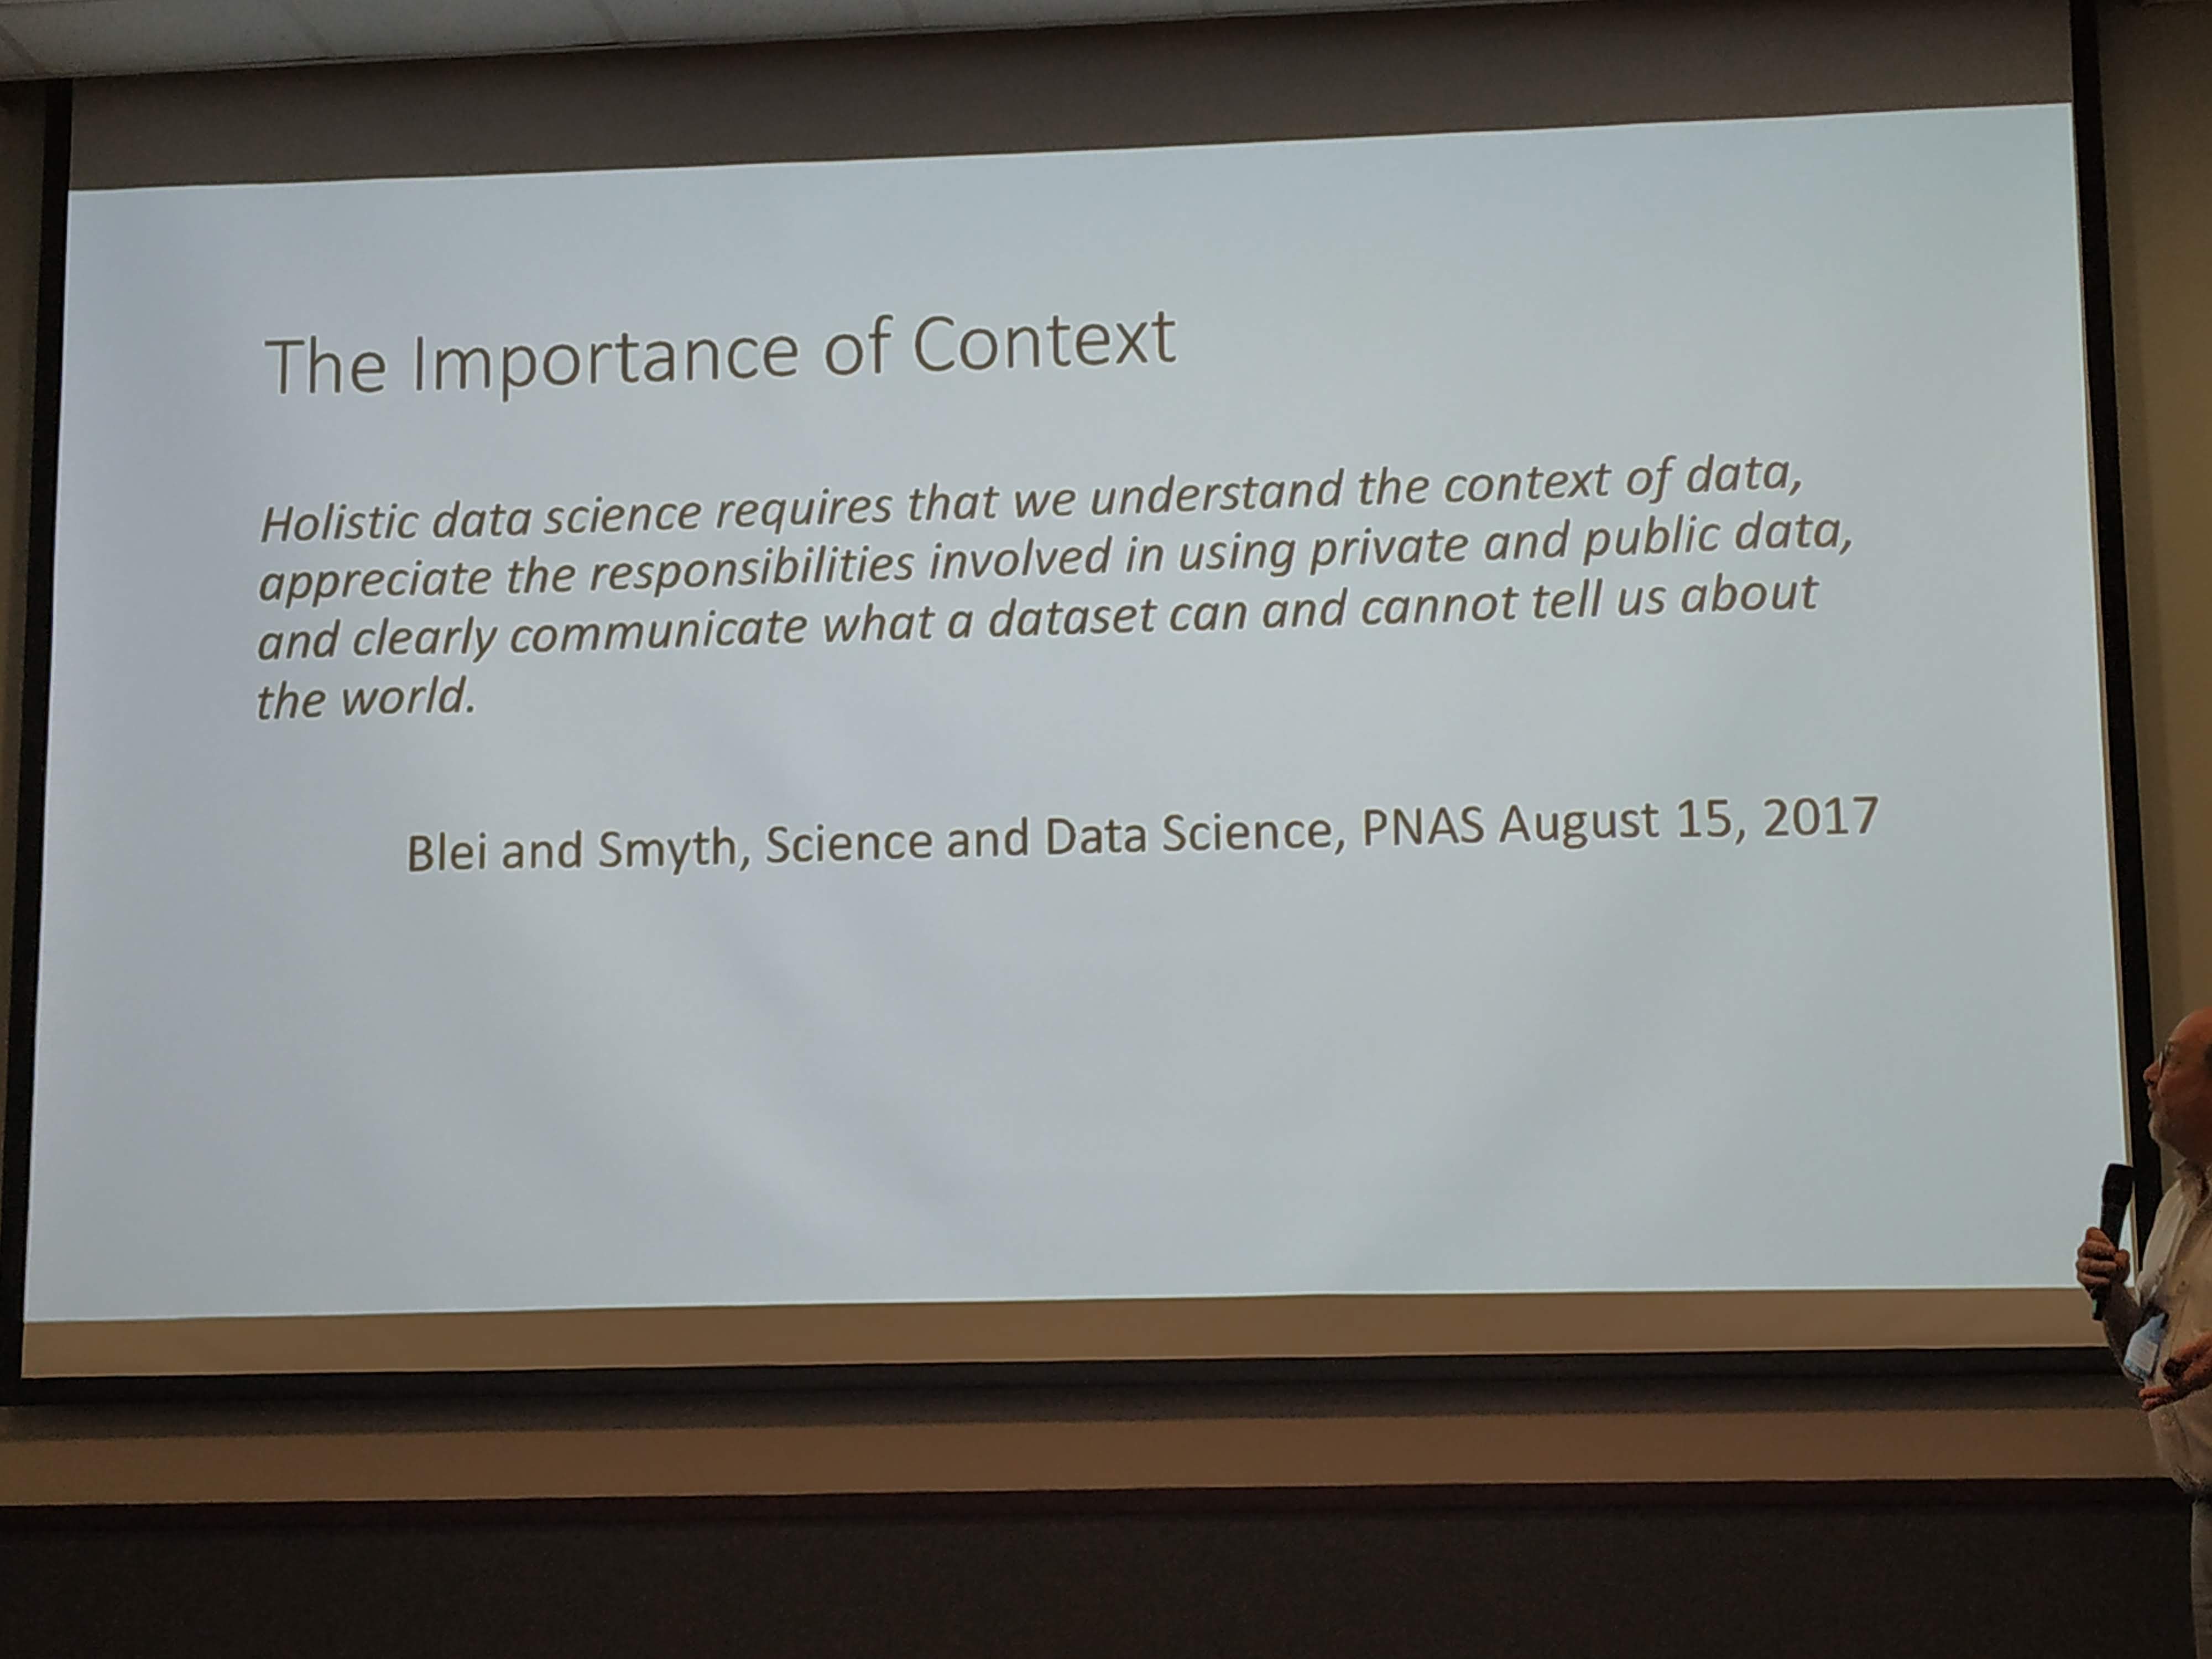 The Importance of Context
Holistic data science requires that we understand the context of data,
appreciate the responsibilities involved in using private and public data,
and clearly communicate what a dataset can and cannot tell us about
the world.
Blei and Smyth, Science and Data Science, PNAS August 15, 2017